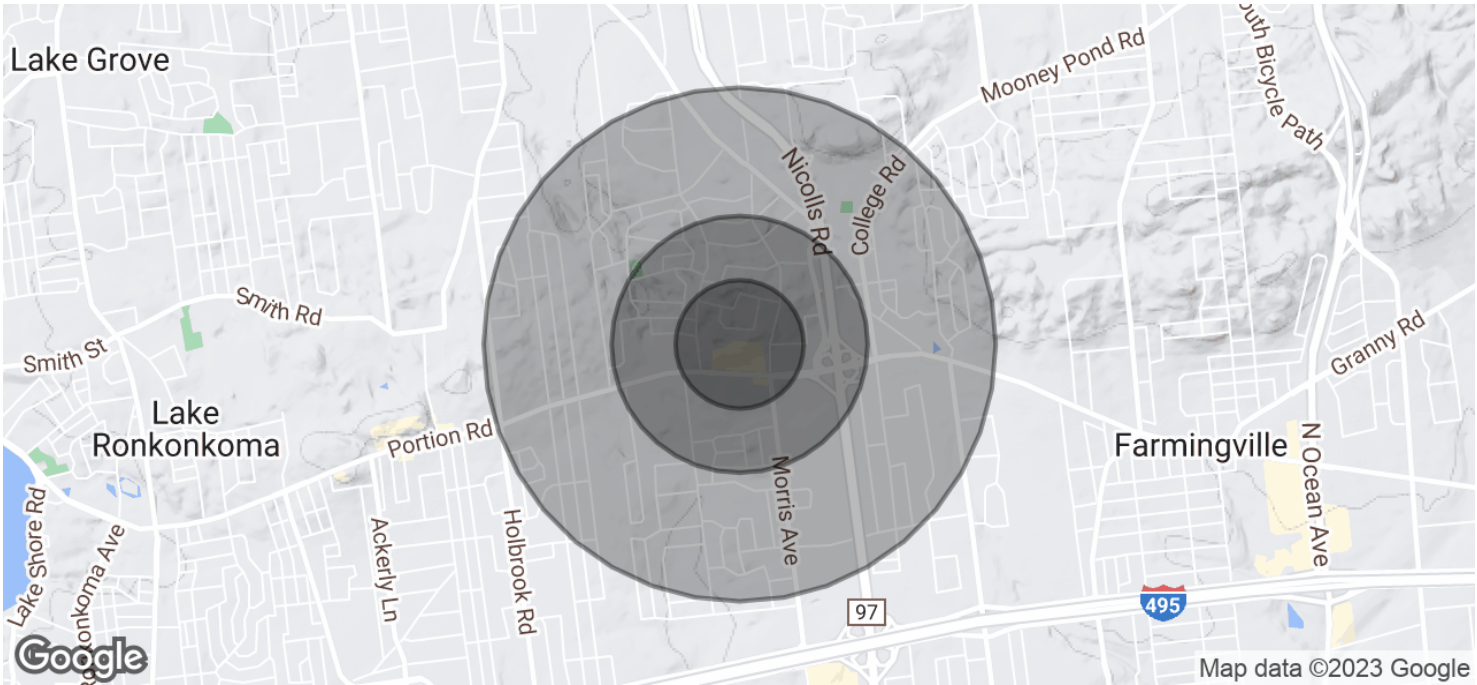 Lake Grove
South Bicycle Path
Mooney Pond Rd
Nicolls Rd
College Rd
Smith Rd
Smith St
Granny Rd
Lake
Ronkonkoma
Portion Rd
Farmingville
N Ocean Ave
Morris Ave
Lake Shore Rd
Ronkonkoma Ave
Ackerly Ln
Holbrook Rd
97
495
Google
Map data ©2023 Google